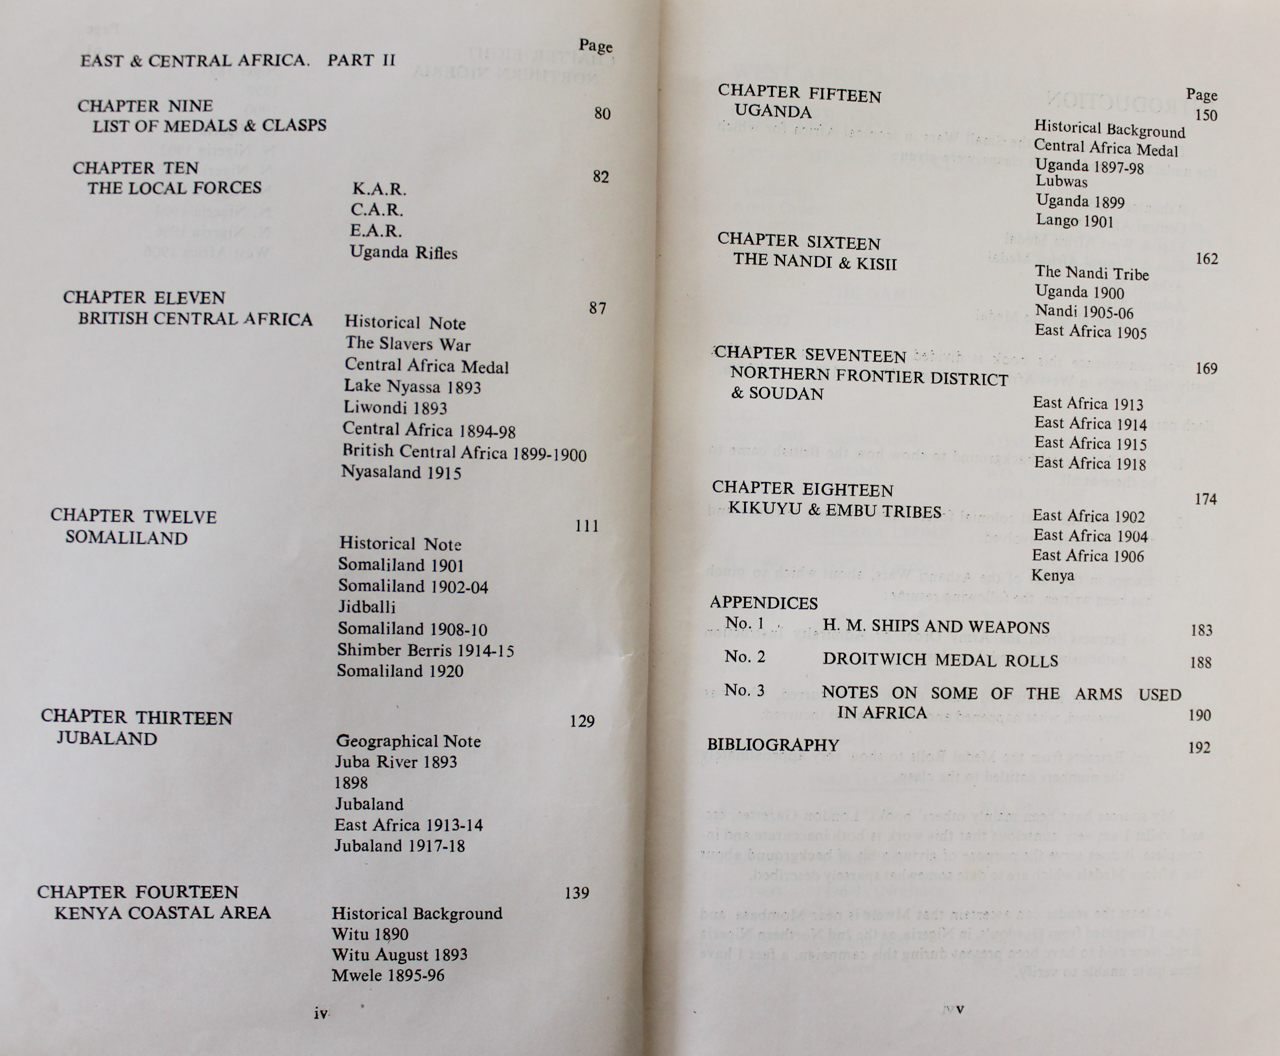 Page
EAST & CENTRAL AFRICA. PART II
CHAPTER NINE 80
LIST OF MEDALS & CLASPS
CHAPTER TEN 82
THE LOCAL FORCES K.A.R.
C.A.R.
E.A.R.
Uganda Rifles
CHAPTER ELEVEN 87
BRITISH CENTRAL AFRICA Historical Note
The Slavers War
Central Africa Medal
Lake Nyassa 1893
Liwondi 1893
Central Africa 1894-98
British Central Africa 1899-1900
Nyasaland 1915
CHAPTER TWELVE 111
SOMALILAND Historical Note
Somaliland 1901
Somaliland 1902-04
Jidballi
Somaliland 1908-10
Shimber Berris 1914-15
Somaliland 1920
CHAPTER THIRTEEN 129
JUBALAND Geographical Note
Juba River 1893
1898
Jubaland
East Africa 1913-14
Jubaland 1917-18
CHAPTER FOURTEEN 139
KENYA COASTAL AREA Historical Background
Witu 1890
Witu August 1893
Mwele 1895-96
iv
Page
CHAPTER FIFTEEN 150
UGANDA Historical Background
Central Africa Medal
Uganda 1897-98
Lubwas
Uganda 1899
Lango 1901
CHAPTER SIXTEEN 162
THE NANDI & KISII The Nandi Tribe
Uganda 1900
Nandi 1905-06
East Africa 1905
CHAPTER SEVENTEEN 169
NORTHERN FRONTIER DISTRICT
& SOUDAN East Africa 1913
East Africa 1914
East Africa 1915
East Africa 1918
CHAPTER EIGHTEEN 174
KIKUYU & EMBU TRIBES East Africa 1902
East Africa 1904
East Africa 1906
Kenya
APPENDICES
No. 1 H. M. SHIPS AND WEAPONS 183
No. 2 DROITWICH MEDAL ROLLS 188
No. 3 NOTES ON SOME OF THE ARMS USED
IN AFRICA 190
BIBLIOGRAPHY 192
v